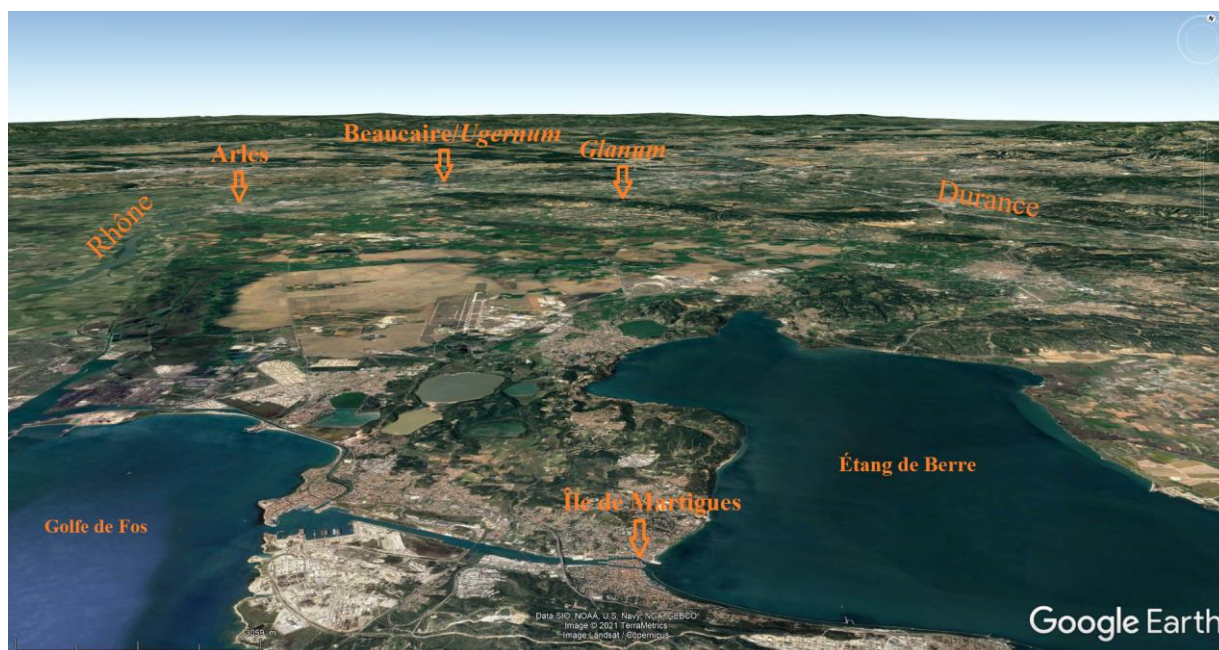 N
Beaucaire/Ugernum
Arles
Glanum
Rhône
Durance
Étang de Berre
Île de Martigues
Golfe de Fos
Data SIO, NOAA, U.S. Navy, NGA, GEBCO
Image © 2021 TerraMetrics
Image Landsat / Copernicus
3059 m
Google Earth